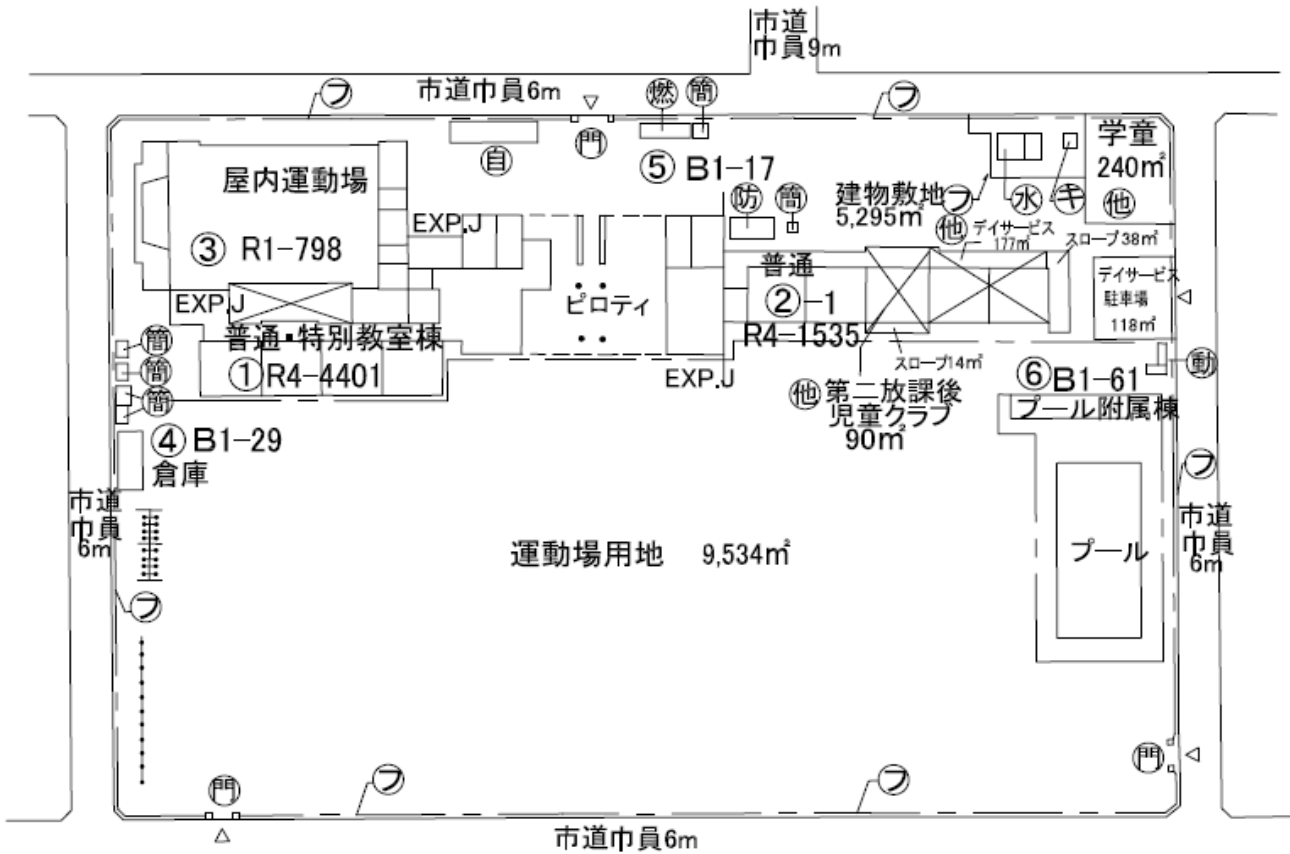 市道
巾員9m
市道巾員6m
フ
燃
簡
フ
自
門
⑤ B1-17
学童
240㎡
他
屋内運動場
③ R1-798
EXP.J
防
簡
建物敷地
5,295㎡
フ
水
キ
他
デイサービス
177㎡
スロープ38㎡
普通
②-1
R4-1535
ピロティ
デイサービス
駐車場
118㎡
EXP.J
普通・特別教室棟
① R4-4401
簡
簡
簡
EXP.J
スロープ14㎡
他 第二放課後
児童クラブ
90㎡
動
⑥B1-61
プール附属棟
④ B1-29
倉庫
市道
巾員
6m
フ
運動場用地 9,534㎡
プール
フ
市道
巾員
6m
門
フ
フ
門
市道巾員6m